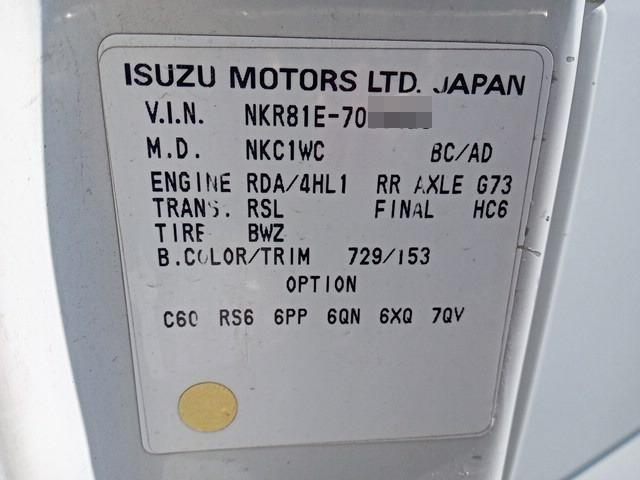 ISUZU MOTORS LTD. JAPAN
V.I.N. NKR81E-70
M.D. NKC1WC BC/AD
ENGINE RDA/4HL1 RR AXLE G73
TRANS. RSL FINAL HC6
TIRE BWZ
B.COLOR/TRIM 729/153
OPTION
C60 RS6 6PP 6QN 6XQ 7QV